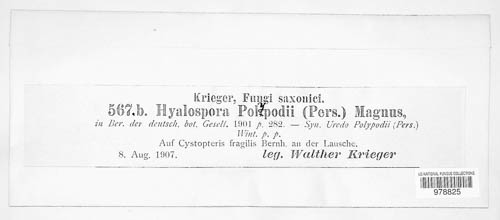 Krieger, Fungi saxonici.
567.b. Hyalospora Polypodii (Pers.) Magnus,
in Ber. der deutsch. bot. Gesell. 1901 p. 282. — Syn. Uredo Polypodii (Pers.)
Wint. p. p.
Auf Cystopteris fragilis Bernh. an der Lausche.
8. Aug. 1907. leg. Walther Krieger
US NATIONAL FUNGUS COLLECTIONS
978825